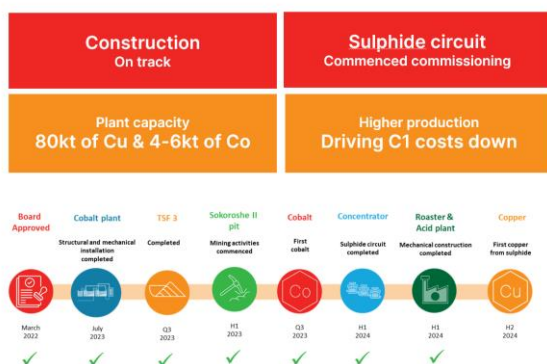 Construction
On track
Sulphide circuit
Commenced commissioning
Plant capacity
80kt of Cu & 4-6kt of Co
Higher production
Driving C1 costs down
Board
Approved
Cobalt plant
TSF 3
Sokoroshe II
pit
Cobalt
Concentrator
Roaster &
Acid plant
Copper
Structural and mechanical
installation
completed
Completed
Mining activities
commenced
First
cobalt
Sulphide circuit
completed
Mechanical construction
completed
First copper
from sulphide
Co
Cu
March
2022
July
2023
Q3
2023
H1
2023
Q3
2023
H1
2024
H1
2024
H2
2024